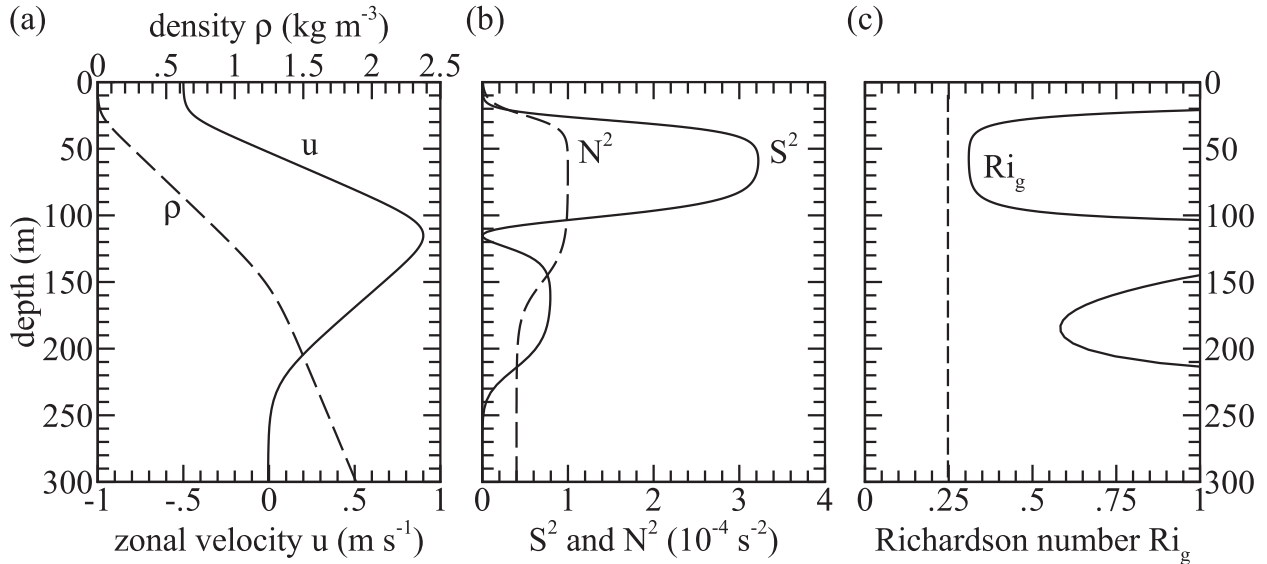 (a)
density ρ (kg m⁻³)
0 .5 1 1.5 2 2.5
0
50
100
150
200
250
300
depth (m)
u
ρ
-1 -.5 0 .5 1
zonal velocity u (m s⁻¹)
(b)
N²
S²
0 1 2 3 4
S² and N² (10⁻⁴ s⁻²)
(c)
Ri_g
0
50
100
150
200
250
300
0 .25 .5 .75 1
Richardson number Ri_g